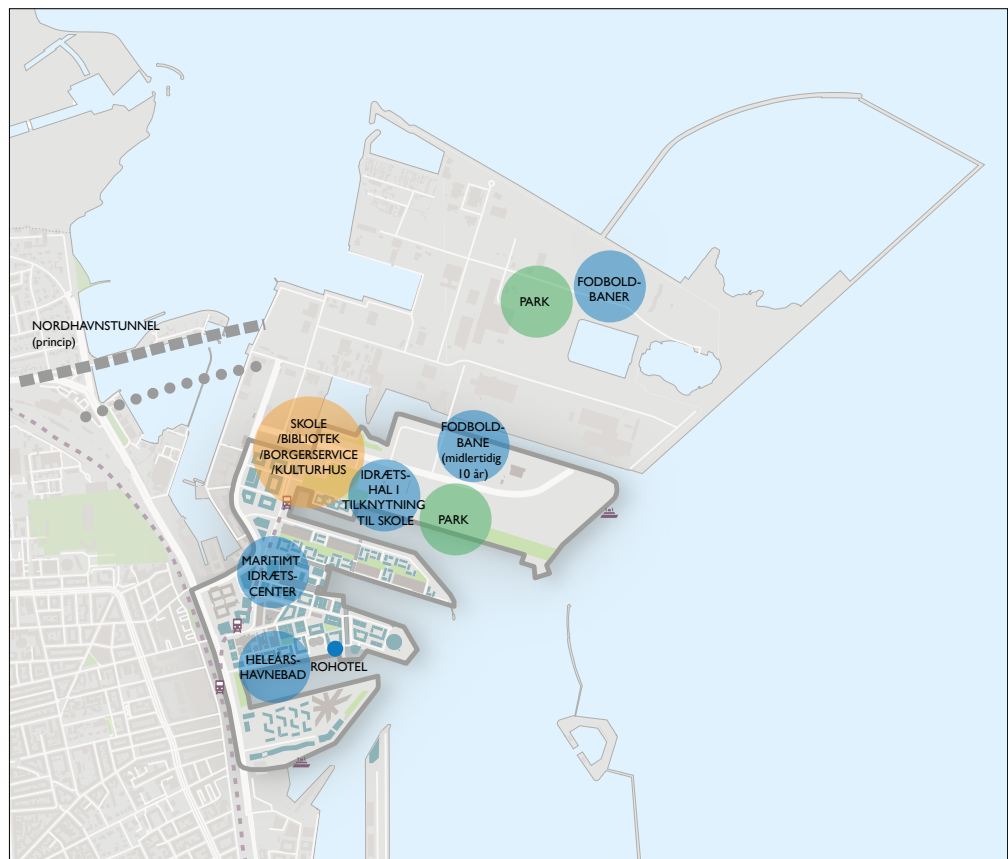 PARK
FODBOLD-
BANER
NORDHAVNSTUNNEL
(princip)
SKOLE
/BIBLIOTEK
/BORGERSERVICE
/KULTURHUS
FODBOLD-
BANE
(midlertidig
10 år)
IDRÆTS-
HAL I
TILKNYTNING
TIL SKOLE
PARK
MARITIMT
IDRÆTS-
CENTER
HELEÅRS-
HAVNEBAD
ROHOTEL